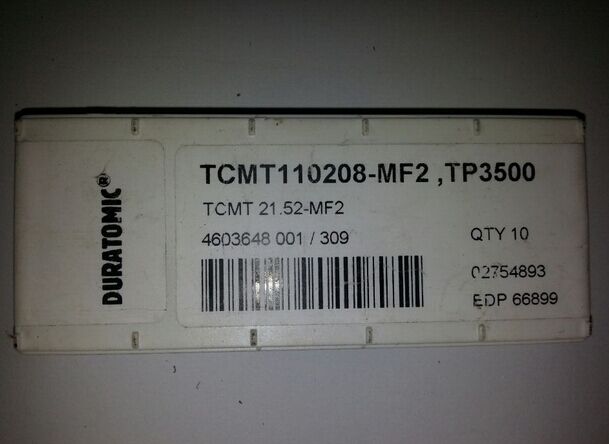 DURATOMIC®
TCMT110208-MF2 ,TP3500
TCMT 21.52-MF2
4603648 001 / 309
QTY 10
02754893
EDP 66899